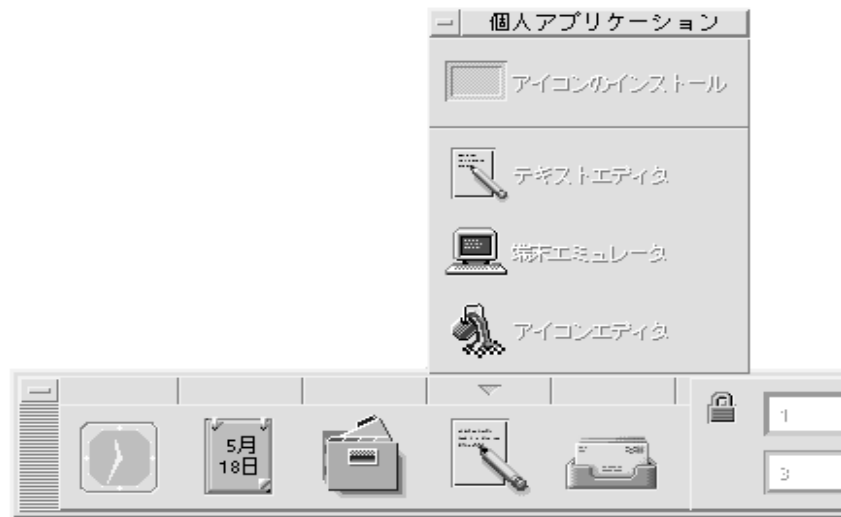 個人アプリケーション
アイコンのインストール
テキストエディタ
端末エミュレータ
アイコンエディタ
5月
18日
1
3